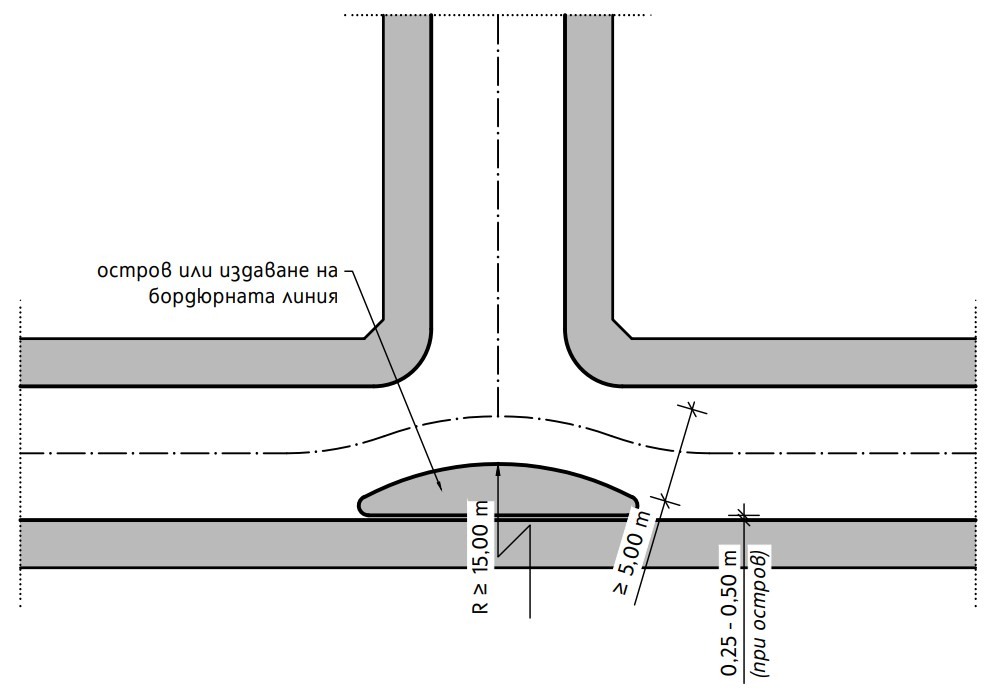 остров или издаване на
бордюрната линия
R ≥ 15,00 m
≥ 5,00 m
0,25 - 0,50 m
(при остров)